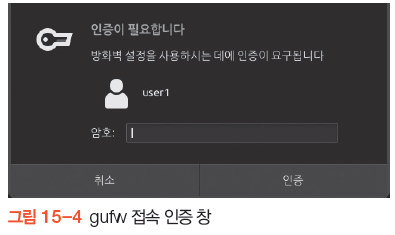 인증이 필요합니다
방화벽 설정을 사용하시는 데에 인증이 요구됩니다
user1
암호:
취소 인증
그림 15-4 gufw 접속 인증 창